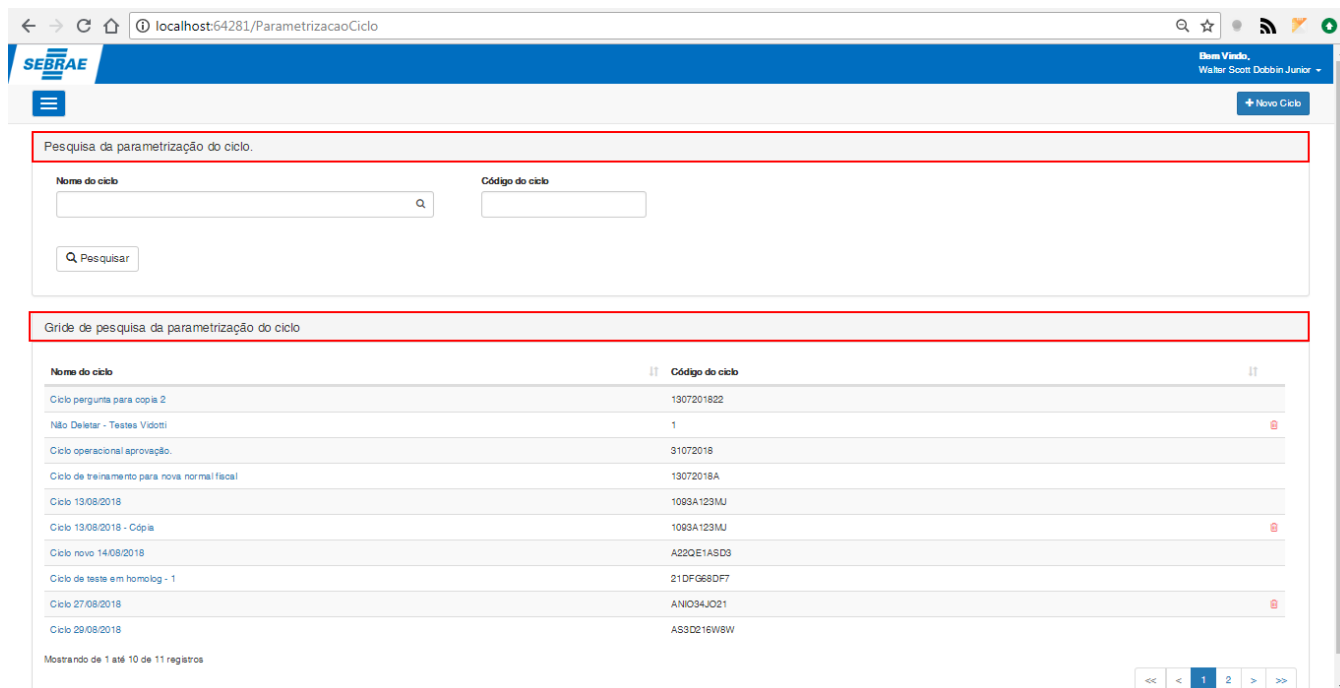 localhost:64281/ParametrizacaoCiclo
SEBRAE
Bem Vindo,
Walter Scott Dobbin Junior
+ Novo Ciclo
Pesquisa da parametrização do ciclo.
Nome do ciclo Código do ciclo
Pesquisar
Gride de pesquisa da parametrização do ciclo
Nome do ciclo Código do ciclo
Ciclo pergunta para copia 2 1307201822
Não Deletar - Testes Vidotti 1
Ciclo operacional aprovação. 31072018
Ciclo de treinamento para nova normal fiscal 13072018A
Ciclo 13/08/2018 1093A123MJ
Ciclo 13/08/2018 - Cópia 1093A123MJ
Ciclo novo 14/08/2018 A22QE1ASD3
Ciclo de teste em homolog - 1 21DFG68DF7
Ciclo 27/08/2018 ANIO34JO21
Ciclo 29/08/2018 AS3D216W8W
Mostrando de 1 até 10 de 11 registros
<< < 1 2 > >>